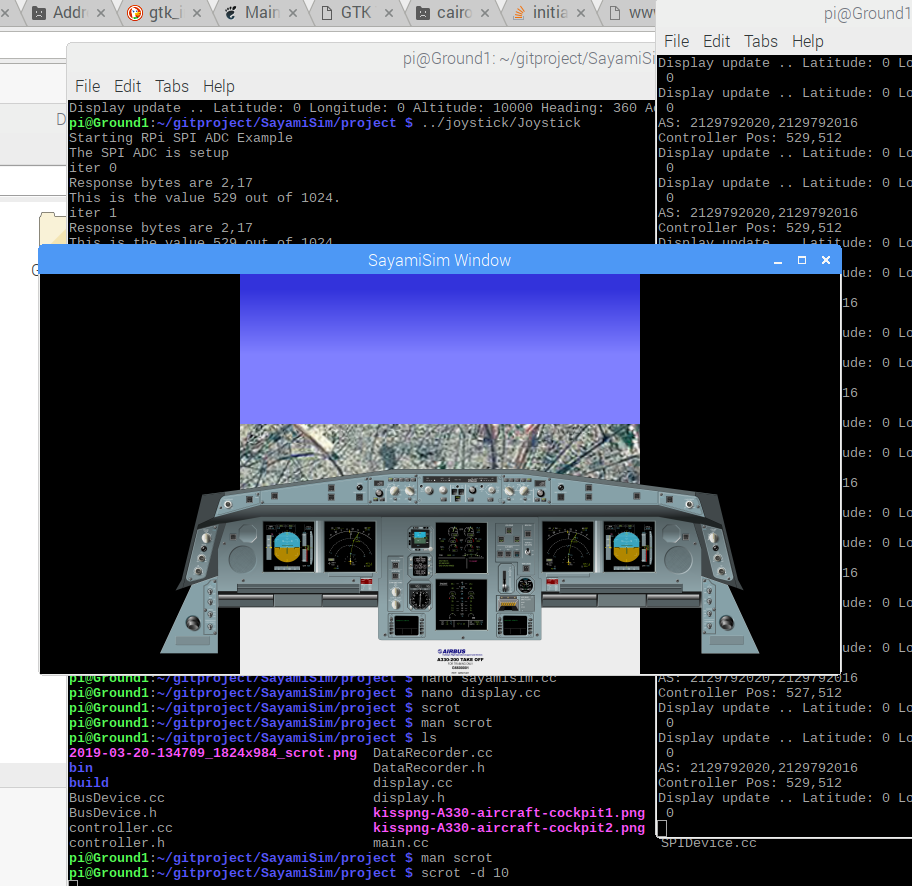 Addr
gtk_i
Main
GTK
cairo
initia
www
pi@Ground1
File Edit Tabs Help
Display update .. Latitude: 0 Lo
0
Display update .. Latitude: 0 Lo
0
AS: 2129792020,2129792016
Controller Pos: 529,512
Display update .. Latitude: 0 Lo
0
Display update .. Latitude: 0 Lo
0
AS: 2129792020,2129792016
Controller Pos: 529,512
Display update .. Latitude: 0 Lo
ude: 0 Lo
16
ude: 0 Lo
ude: 0 Lo
16
ude: 0 Lo
ude: 0 Lo
16
ude: 0 Lo
ude: 0 Lo
16
ude: 0 Lo
ude: 0 Lo
AS: 2129792020,2129792016
Controller Pos: 527,512
Display update .. Latitude: 0 Lo
0
Display update .. Latitude: 0 Lo
0
AS: 2129792020,2129792016
Controller Pos: 529,512
Display update .. Latitude: 0 Lo
0
pi@Ground1: ~/gitproject/SayamiSi
File Edit Tabs Help
Display update .. Latitude: 0 Longitude: 0 Altitude: 10000 Heading: 360 A
pi@Ground1:~/gitproject/SayamiSim/project $ ../joystick/Joystick
Starting RPi SPI ADC Example
The SPI ADC is setup
iter 0
Response bytes are 2,17
This is the value 529 out of 1024.
iter 1
Response bytes are 2,17
This is the value 529 out of 1024.
SayamiSim Window
AIRBUS
A330-200 TAKE OFF
pi@Ground1:~/gitproject/SayamiSim/project $ nano sayamisim.cc
pi@Ground1:~/gitproject/SayamiSim/project $ nano display.cc
pi@Ground1:~/gitproject/SayamiSim/project $ scrot
pi@Ground1:~/gitproject/SayamiSim/project $ man scrot
pi@Ground1:~/gitproject/SayamiSim/project $ ls
2019-03-20-134709_1824x984_scrot.png DataRecorder.cc
bin DataRecorder.h
build display.cc
BusDevice.cc display.h
BusDevice.h kisspng-A330-aircraft-cockpit1.png
controller.cc kisspng-A330-aircraft-cockpit2.png
controller.h main.cc SPIDevice.cc
pi@Ground1:~/gitproject/SayamiSim/project $ man scrot
pi@Ground1:~/gitproject/SayamiSim/project $ scrot -d 10